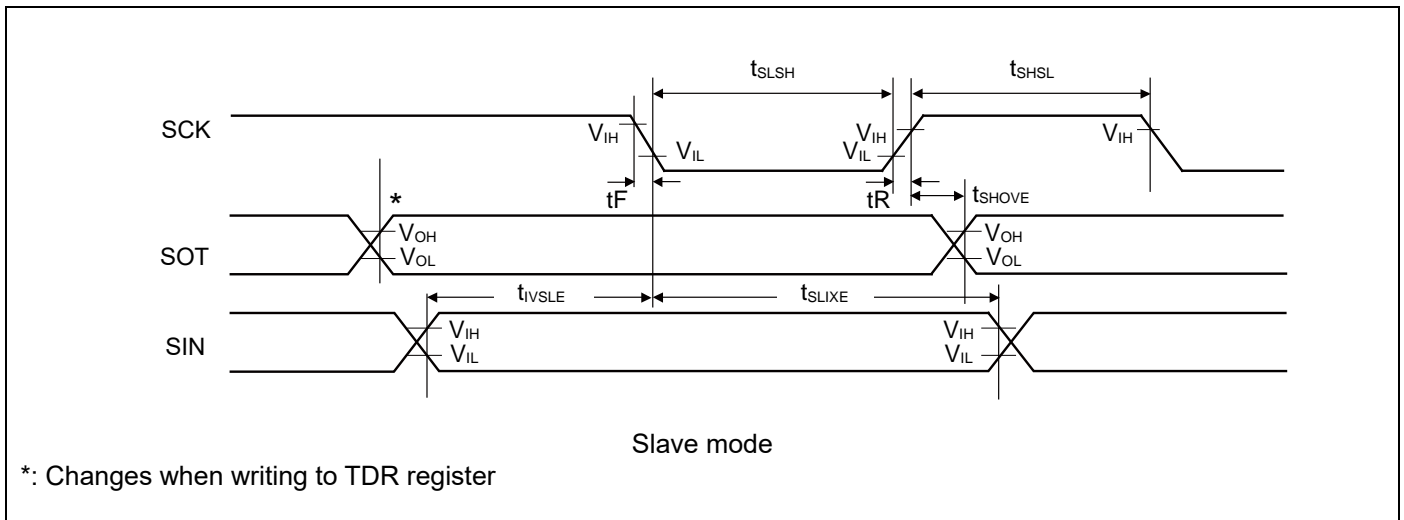 tSLSH tSHSL
SCK VIH VIL VIH VIL VIH
tF tR tSHOVE
*
SOT VOH VOL VOH VOL
tIVSLE tSLIXE
SIN VIH VIL VIH VIL
Slave mode
*: Changes when writing to TDR register